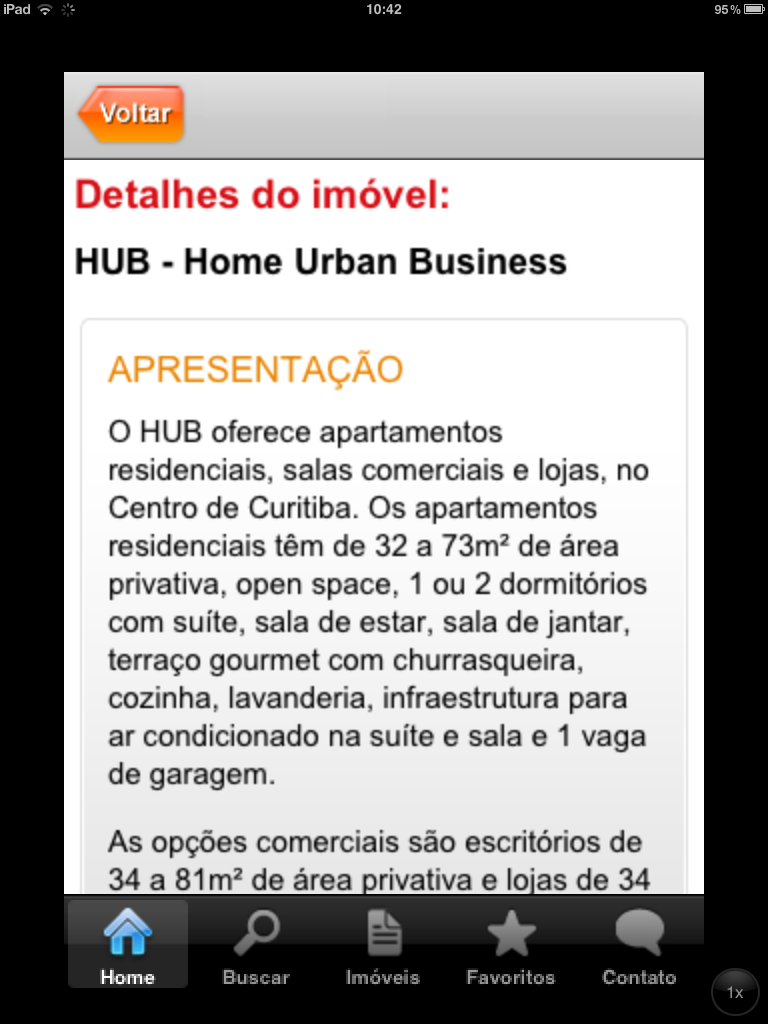 iPad 10:42 95%
Voltar
Detalhes do imóvel:
HUB - Home Urban Business
APRESENTAÇÃO
O HUB oferece apartamentos
residenciais, salas comerciais e lojas, no
Centro de Curitiba. Os apartamentos
residenciais têm de 32 a 73m² de área
privativa, open space, 1 ou 2 dormitórios
com suíte, sala de estar, sala de jantar,
terraço gourmet com churrasqueira,
cozinha, lavanderia, infraestrutura para
ar condicionado na suíte e sala e 1 vaga
de garagem.
As opções comerciais são escritórios de
34 a 81m² de área privativa e lojas de 34
Home Buscar Imóveis Favoritos Contato
1x